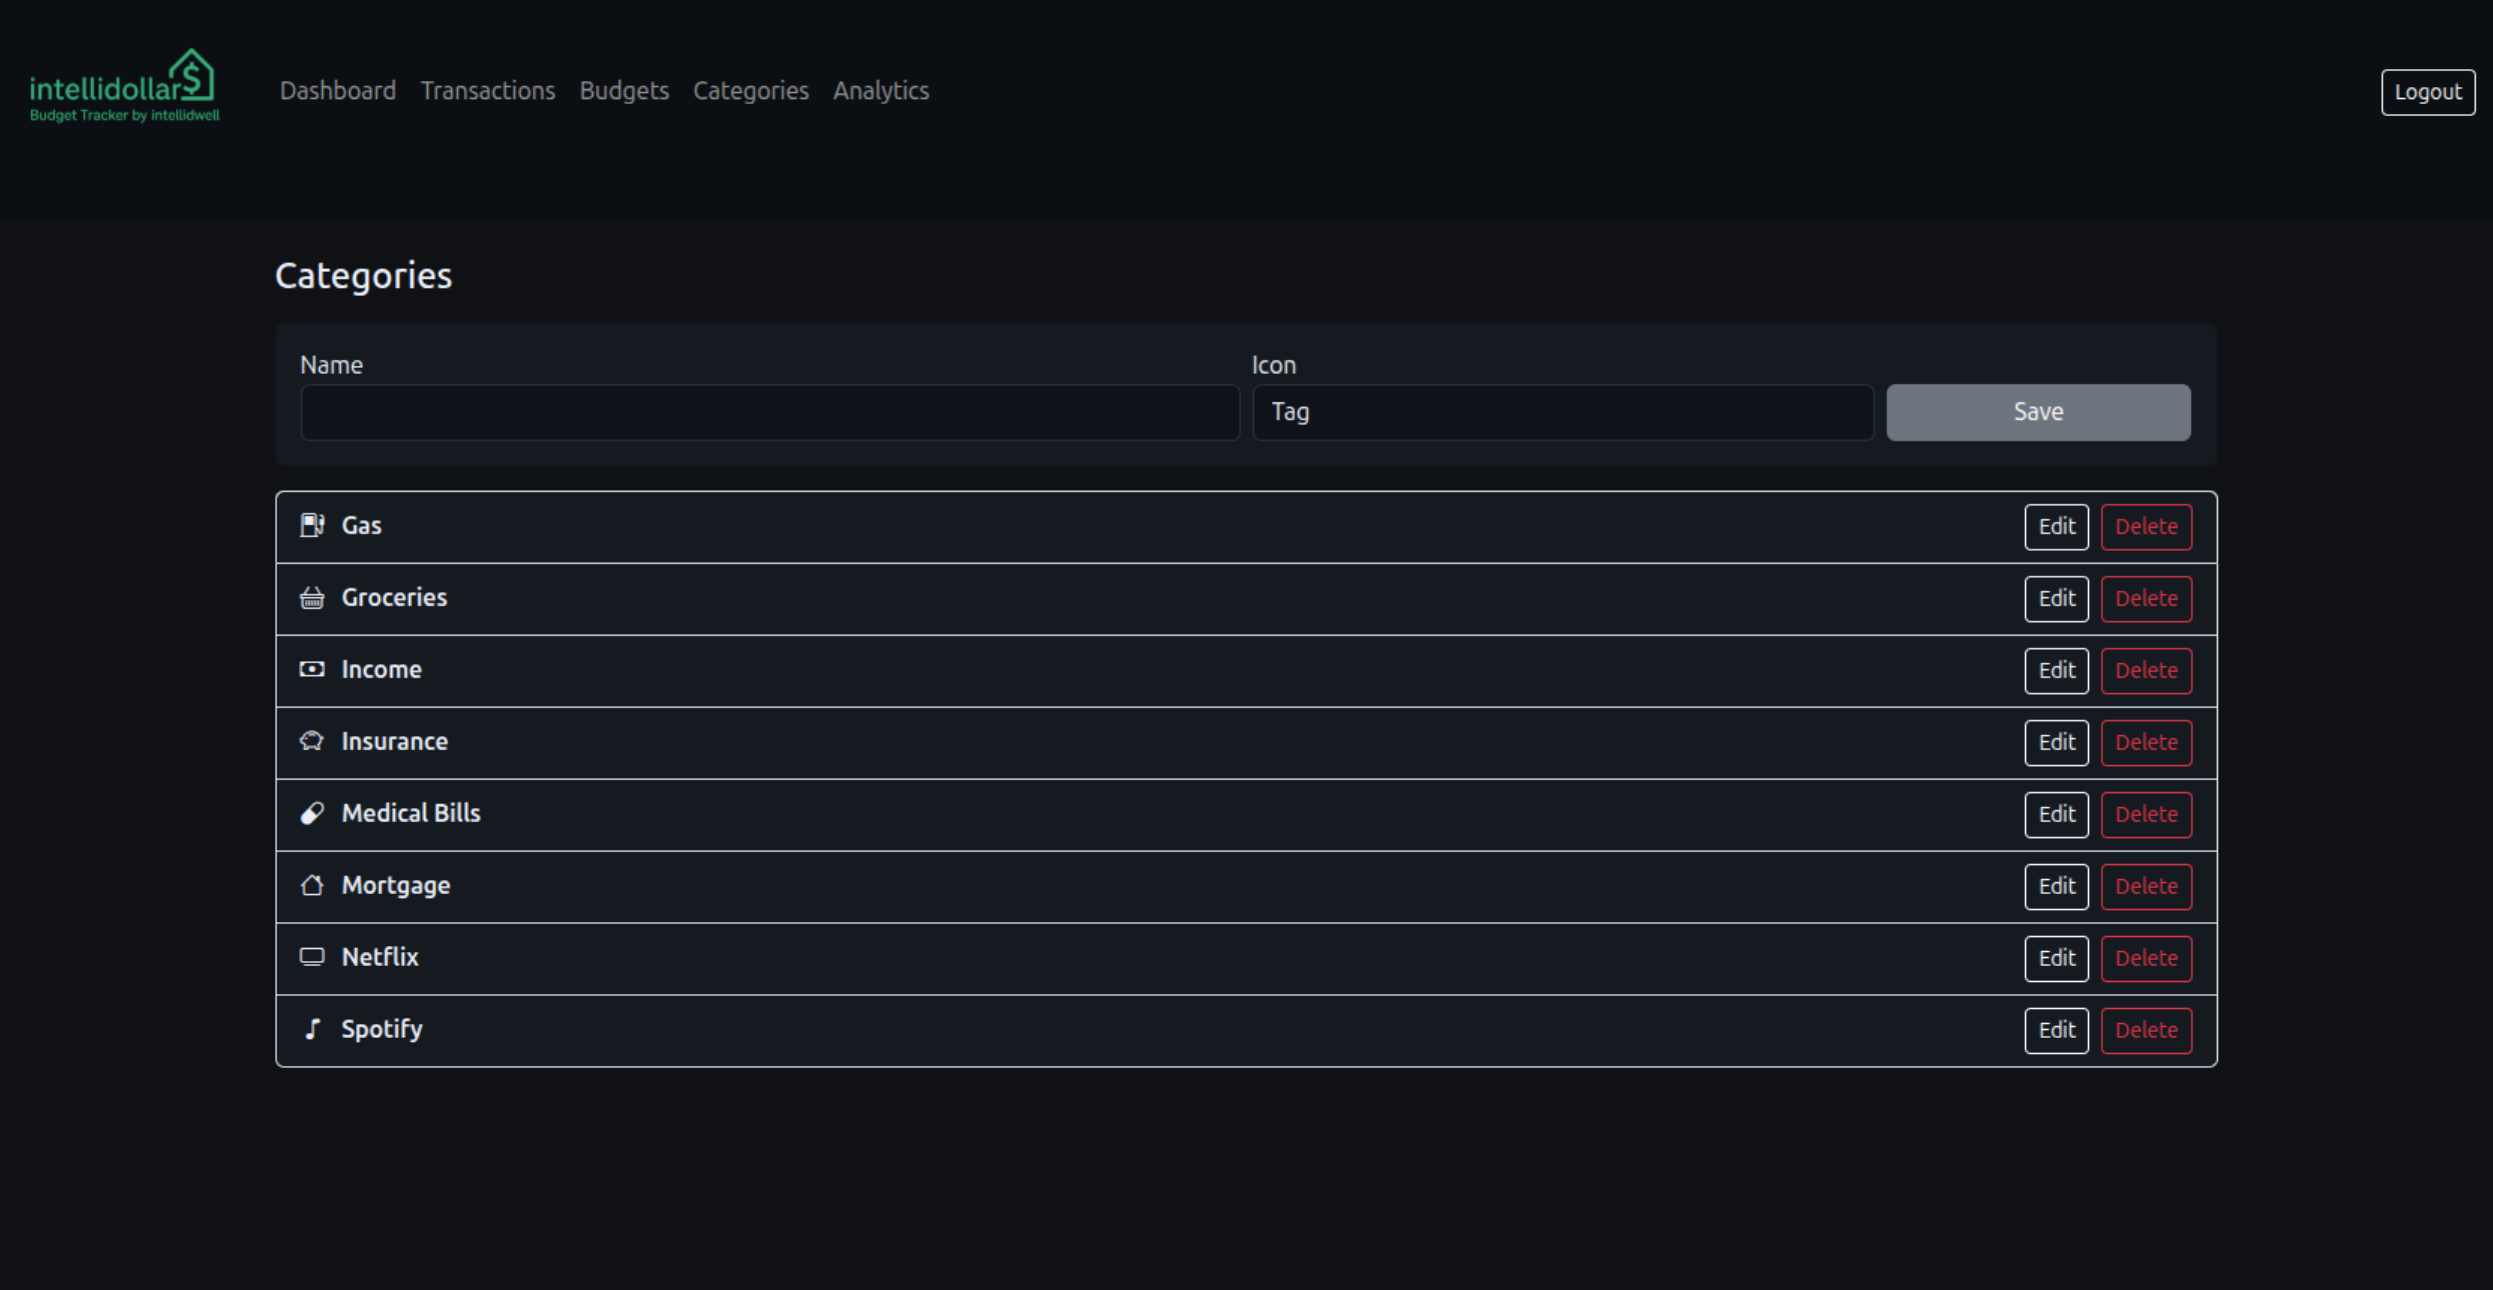 intellidollar$
Budget Tracker by intellidwell
Dashboard Transactions Budgets Categories Analytics
Logout
Categories
Name Icon
Tag Save
Gas Edit Delete
Groceries Edit Delete
Income Edit Delete
Insurance Edit Delete
Medical Bills Edit Delete
Mortgage Edit Delete
Netflix Edit Delete
Spotify Edit Delete